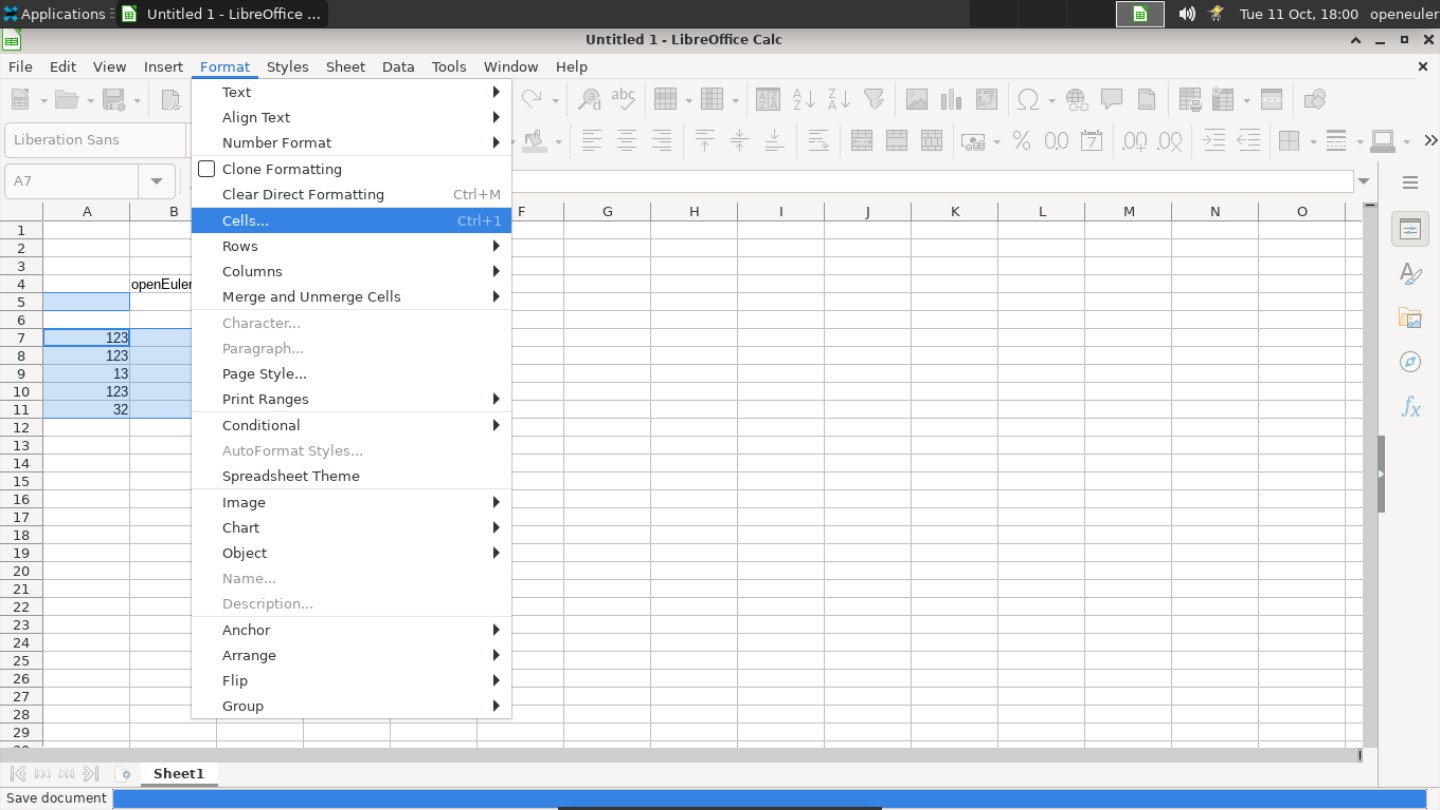 Applications
Untitled 1 - LibreOffice ...
Tue 11 Oct, 18:00
openeuler
Untitled 1 - LibreOffice Calc
File Edit View Insert Format Styles Sheet Data Tools Window Help
Liberation Sans
A7
Text
Align Text
Number Format
Clone Formatting
Clear Direct Formatting Ctrl+M
Cells... Ctrl+1
Rows
Columns
Merge and Unmerge Cells
Character...
Paragraph...
Page Style...
Print Ranges
Conditional
AutoFormat Styles...
Spreadsheet Theme
Image
Chart
Object
Name...
Description...
Anchor
Arrange
Flip
Group
A B F G H I J K L M N O
1
2
3
4 openEuler
5
6
7 123
8 123
9 13
10 123
11 32
12
13
14
15
16
17
18
19
20
21
22
23
24
25
26
27
28
29
Sheet1
Save document